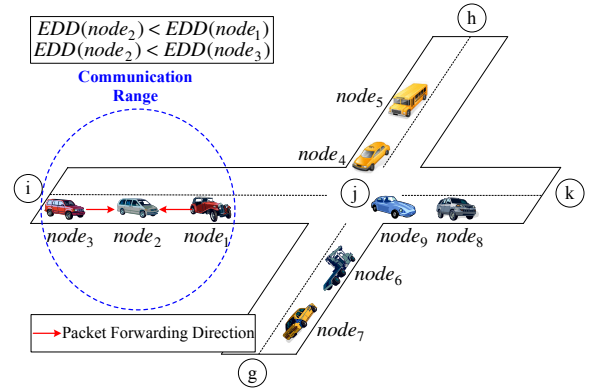 EDD(node₂) < EDD(node₁)
EDD(node₂) < EDD(node₃)
Communication
Range
h
node₅
node₄
i
j
k
node₃
node₂
node₁
node₉
node₈
node₆
node₇
Packet Forwarding Direction
g